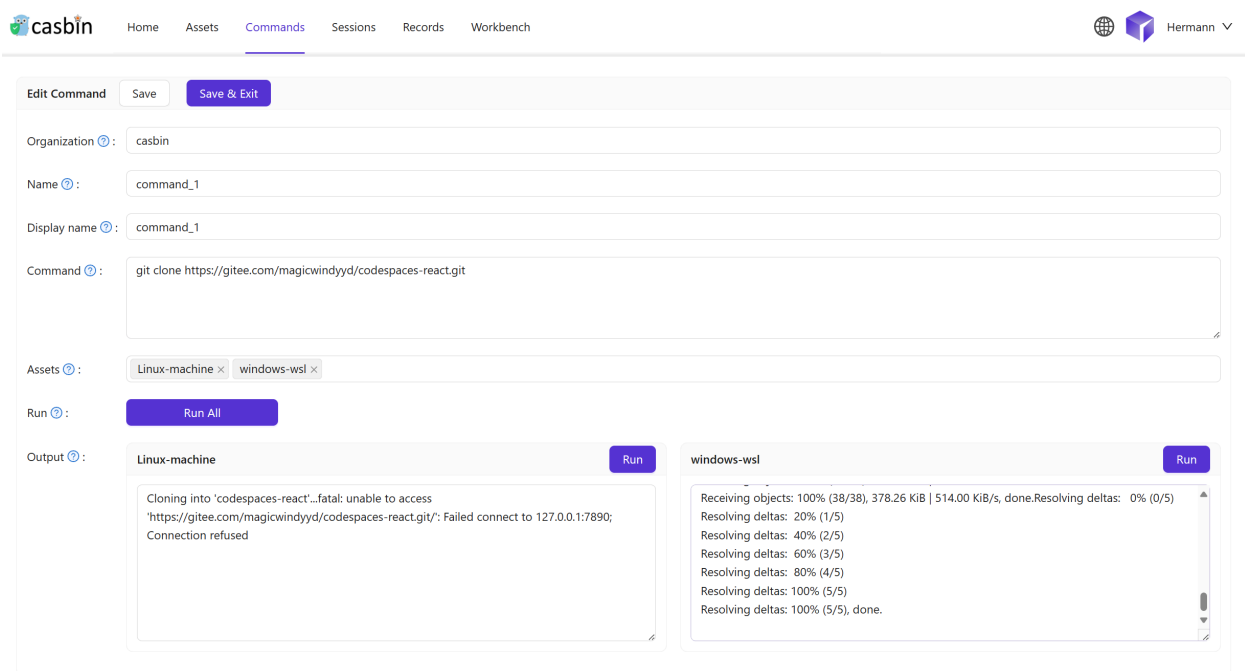 casbin
Home Assets Commands Sessions Records Workbench Hermann
Edit Command Save Save & Exit
Organization ? : casbin
Name ? : command_1
Display name ? : command_1
Command ? : git clone https://gitee.com/magicwindyyd/codespaces-react.git
Assets ? : Linux-machine × windows-wsl ×
Run ? : Run All
Output ? :
Linux-machine Run
Cloning into 'codespaces-react'...fatal: unable to access
'https://gitee.com/magicwindyyd/codespaces-react.git/': Failed connect to 127.0.0.1:7890;
Connection refused
windows-wsl Run
Receiving objects: 100% (38/38), 378.26 KiB | 514.00 KiB/s, done.Resolving deltas:   0% (0/5)
Resolving deltas:  20% (1/5)
Resolving deltas:  40% (2/5)
Resolving deltas:  60% (3/5)
Resolving deltas:  80% (4/5)
Resolving deltas: 100% (5/5)
Resolving deltas: 100% (5/5), done.